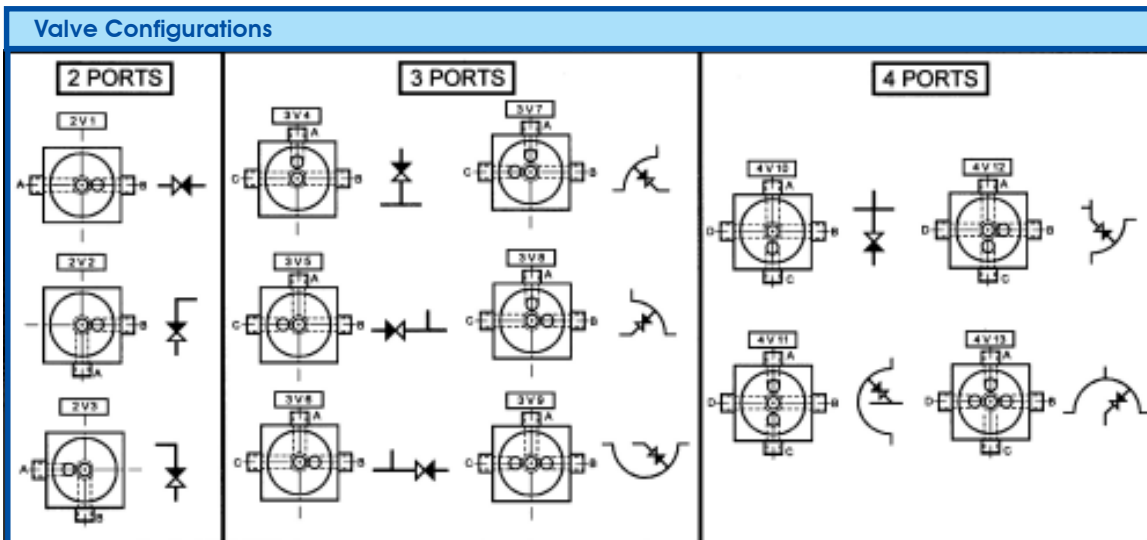 Valve Configurations
2 PORTS
2V1
A B
2V2
B
A
2V3
A
B
3 PORTS
3V4
A
C B
3V5
A
C B
3V6
A
C B
3V7
A
C B
3V8
A
C B
3V9
A
C B
4 PORTS
4V10
A
D B
C
4V11
A
D B
C
4V12
A
D B
C
4V13
A
D B
C